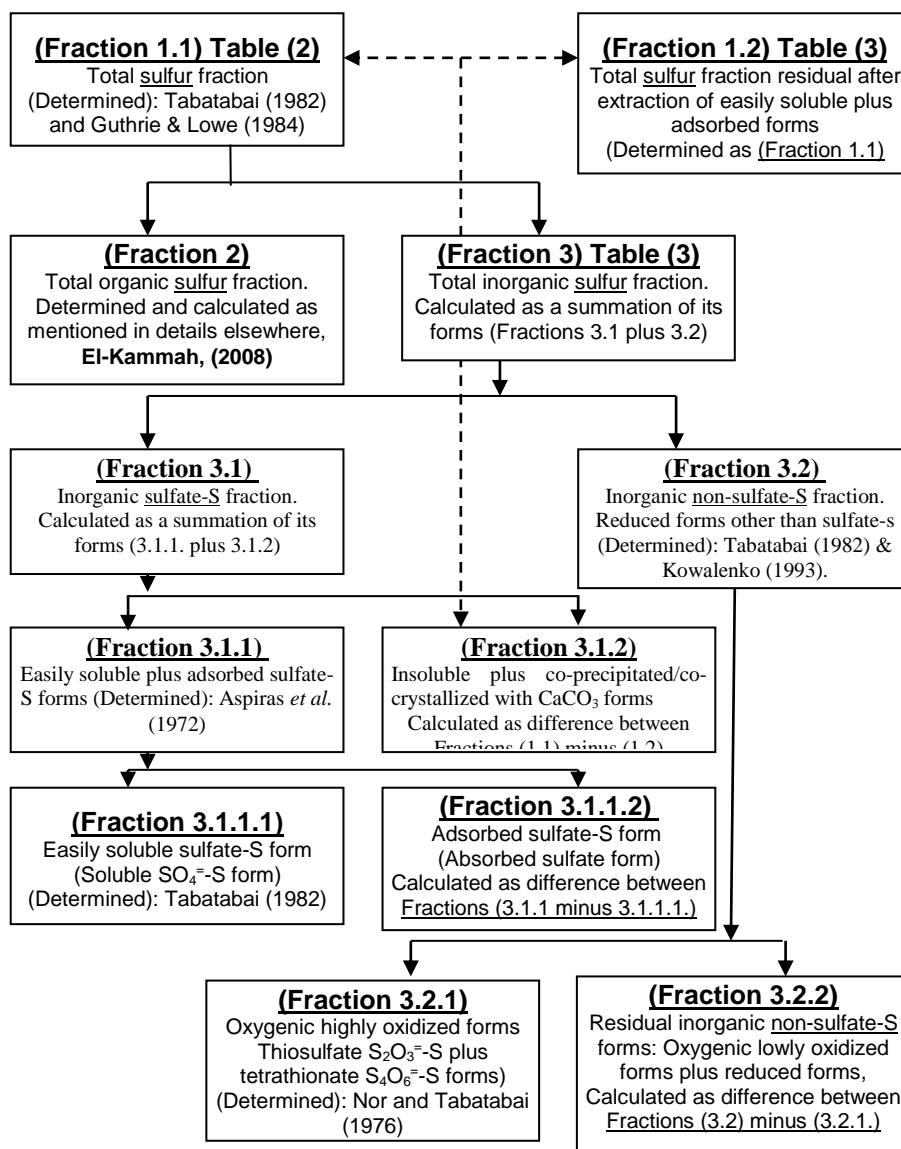 (Fraction 1.1) Table (2)
Total sulfur fraction
(Determined): Tabatabai (1982)
and Guthrie & Lowe (1984)
(Fraction 1.2) Table (3)
Total sulfur fraction residual after
extraction of easily soluble plus
adsorbed forms
(Determined as (Fraction 1.1)
(Fraction 2)
Total organic sulfur fraction.
Determined and calculated as
mentioned in details elsewhere,
El-Kammah, (2008)
(Fraction 3) Table (3)
Total inorganic sulfur fraction.
Calculated as a summation of its
forms (Fractions 3.1 plus 3.2)
(Fraction 3.1)
Inorganic sulfate-S fraction.
Calculated as a summation of its
forms (3.1.1. plus 3.1.2)
(Fraction 3.2)
Inorganic non-sulfate-S fraction.
Reduced forms other than sulfate-s
(Determined): Tabatabai (1982) &
Kowalenko (1993).
(Fraction 3.1.1)
Easily soluble plus adsorbed sulfate-
S forms (Determined): Aspiras et al.
(1972)
(Fraction 3.1.2)
Insoluble plus co-precipitated/co-
crystallized with CaCO₃ forms
Calculated as difference between
Fractions (1.1) minus (1.2)
(Fraction 3.1.1.1)
Easily soluble sulfate-S form
(Soluble SO₄⁼-S form)
(Determined): Tabatabai (1982)
(Fraction 3.1.1.2)
Adsorbed sulfate-S form
(Absorbed sulfate form)
Calculated as difference between
Fractions (3.1.1 minus 3.1.1.1.)
(Fraction 3.2.1)
Oxygenic highly oxidized forms
Thiosulfate S₂O₃⁼-S plus
tetrathionate S₄O₆⁼-S forms)
(Determined): Nor and Tabatabai
(1976)
(Fraction 3.2.2)
Residual inorganic non-sulfate-S
forms: Oxygenic lowly oxidized
forms plus reduced forms,
Calculated as difference between
Fractions (3.2) minus (3.2.1.)